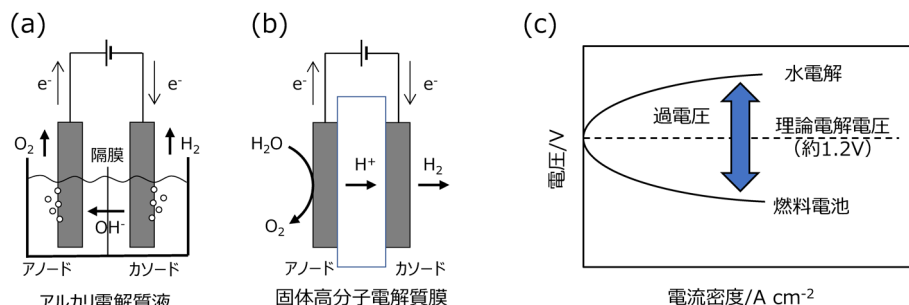 (a)
e-
e-
O2
H2
隔膜
OH-
アノード
カソード
アルカリ電解質液
(b)
e-
e-
H2O
H+
H2
O2
アノード
カソード
固体高分子電解質膜
(c)
電圧/V
水電解
過電圧
理論電解電圧
(約1.2V)
燃料電池
電流密度/A cm-2